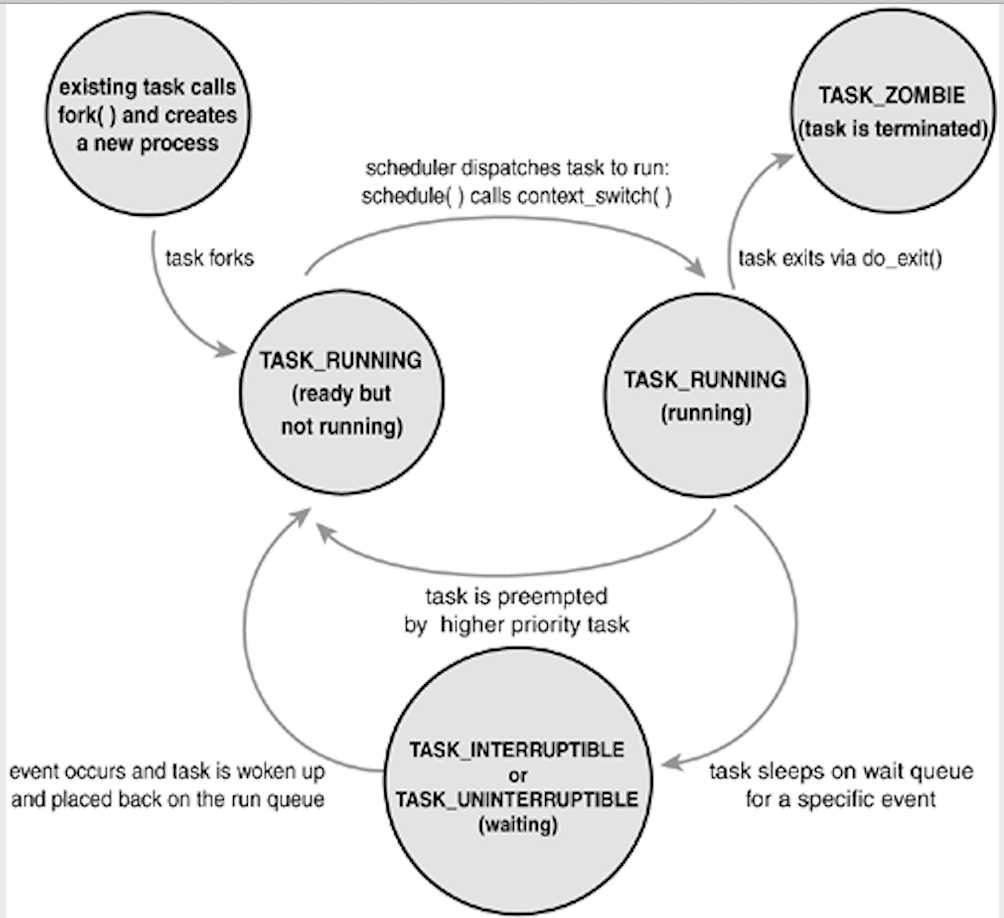 existing task calls
fork( ) and creates
a new process
TASK_ZOMBIE
(task is terminated)
scheduler dispatches task to run:
schedule( ) calls context_switch( )
task forks
task exits via do_exit()
TASK_RUNNING
(ready but
not running)
TASK_RUNNING
(running)
task is preempted
by higher priority task
TASK_INTERRUPTIBLE
or
TASK_UNINTERRUPTIBLE
(waiting)
event occurs and task is woken up
and placed back on the run queue
task sleeps on wait queue
for a specific event